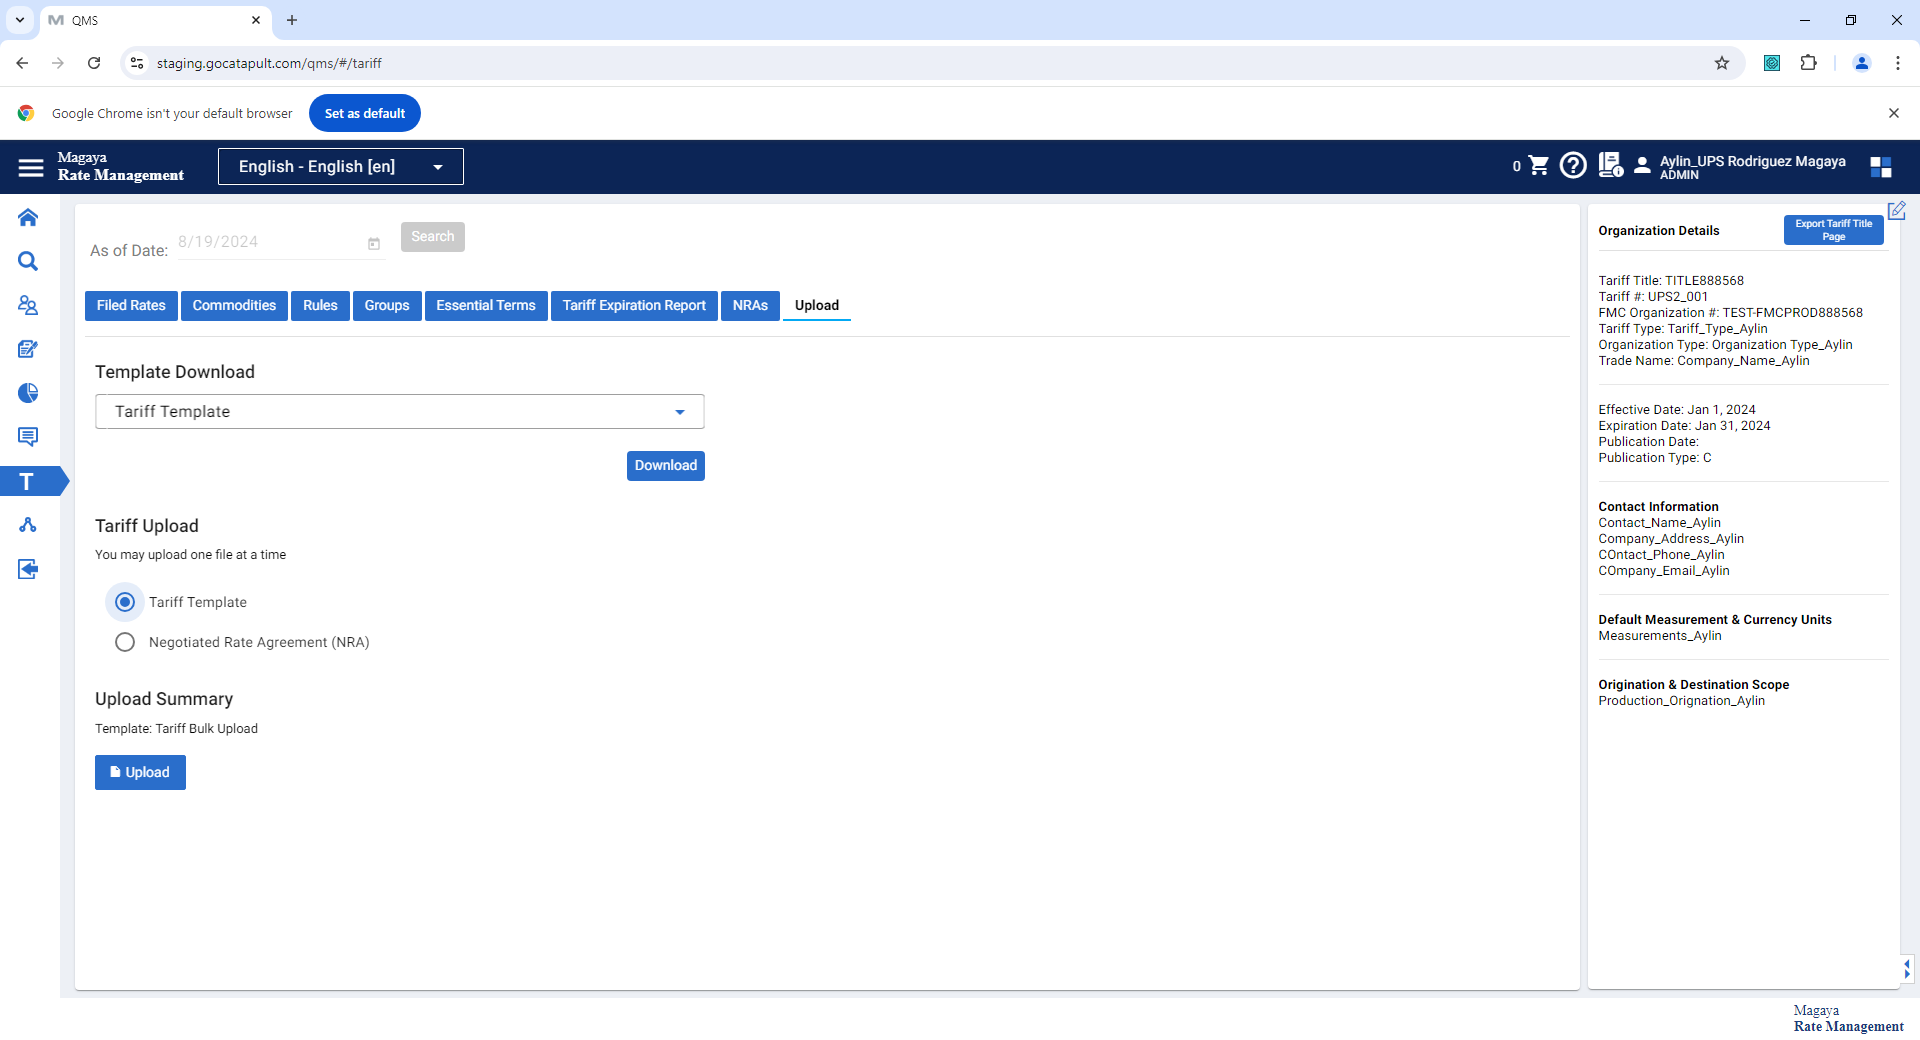 QMS
staging.gocatapult.com/qms/#/tariff
Google Chrome isn't your default browser
Set as default
Magaya
Rate Management
English - English [en]
0
Aylin_UPS Rodriguez Magaya
ADMIN
As of Date:
8/19/2024
Search
Filed Rates
Commodities
Rules
Groups
Essential Terms
Tariff Expiration Report
NRAs
Upload
Template Download
Tariff Template
Download
Tariff Upload
You may upload one file at a time
Tariff Template
Negotiated Rate Agreement (NRA)
Upload Summary
Template: Tariff Bulk Upload
Upload
T
Organization Details
Export Tariff Title
Page
Tariff Title: TITLE888568
Tariff #: UPS2_001
FMC Organization #: TEST-FMCPROD888568
Tariff Type: Tariff_Type_Aylin
Organization Type: Organization Type_Aylin
Trade Name: Company_Name_Aylin
Effective Date: Jan 1, 2024
Expiration Date: Jan 31, 2024
Publication Date:
Publication Type: C
Contact Information
Contact_Name_Aylin
Company_Address_Aylin
COntact_Phone_Aylin
COmpany_Email_Aylin
Default Measurement & Currency Units
Measurements_Aylin
Origination & Destination Scope
Production_Orignation_Aylin
Magaya
Rate Management